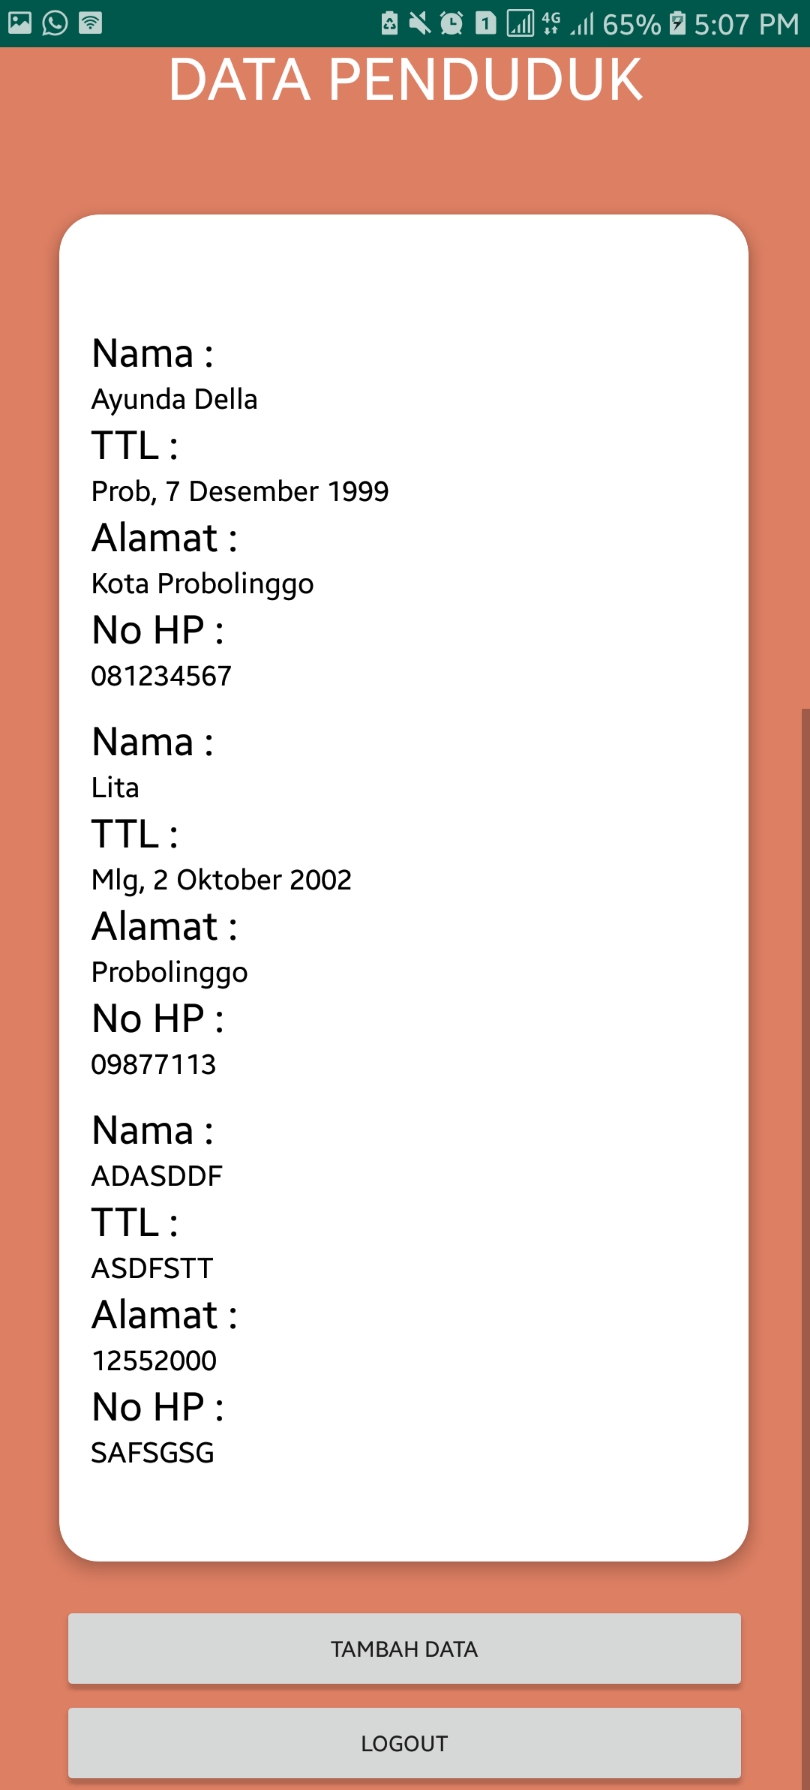 4G 65% 5:07 PM
DATA PENDUDUK
Nama :
Ayunda Della
TTL :
Prob, 7 Desember 1999
Alamat :
Kota Probolinggo
No HP :
081234567
Nama :
Lita
TTL :
Mlg, 2 Oktober 2002
Alamat :
Probolinggo
No HP :
09877113
Nama :
ADASDDF
TTL :
ASDFSTT
Alamat :
12552000
No HP :
SAFSGSG
TAMBAH DATA
LOGOUT